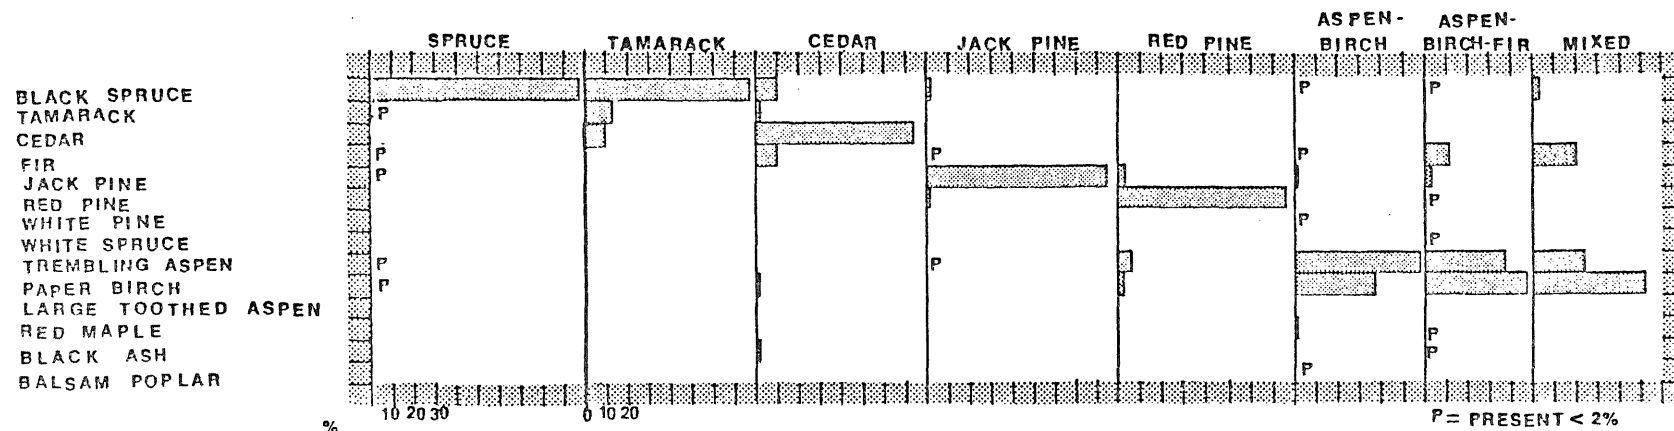 ASPEN- ASPEN-
SPRUCE TAMARACK CEDAR JACK PINE RED PINE BIRCH BIRCH-FIR MIXED
BLACK SPRUCE P P
TAMARACK P
CEDAR
FIR P P P
JACK PINE P
RED PINE P
WHITE PINE P
WHITE SPRUCE P
TREMBLING ASPEN P P
PAPER BIRCH P
LARGE TOOTHED ASPEN
RED MAPLE P
BLACK ASH P
BALSAM POPLAR P
% 10 20 30 0 10 20 P = PRESENT < 2%